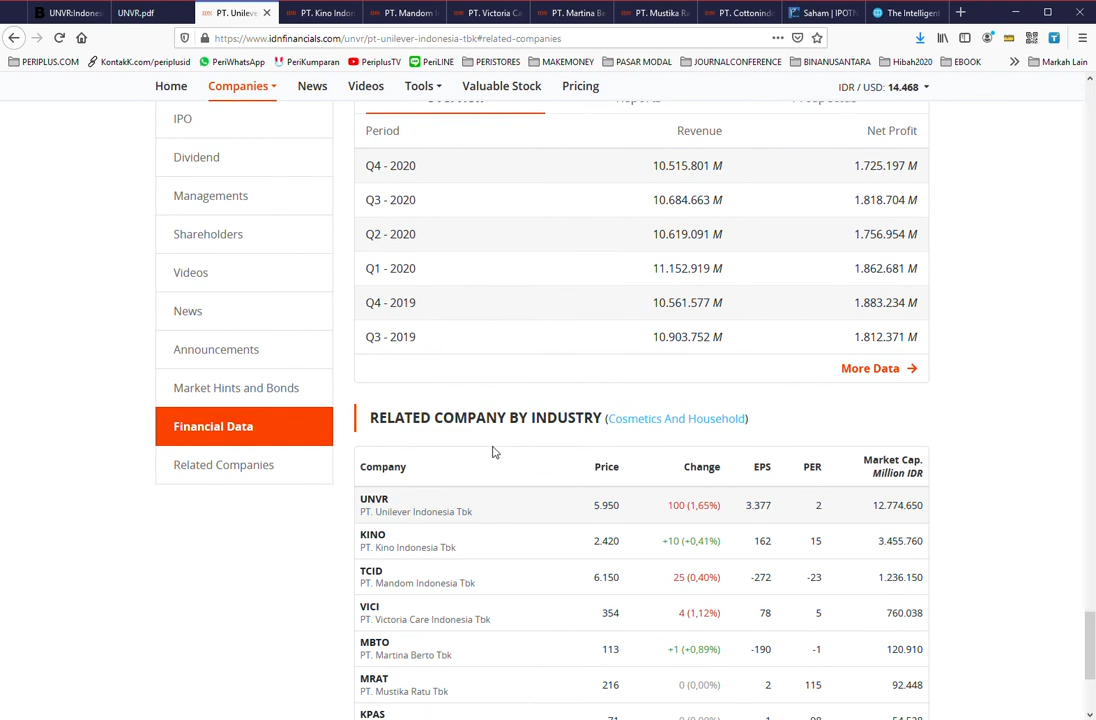 UNVR:Indones
UNVR.pdf
PT. Unileve
PT. Kino Indon
PT. Mandom I
PT. Victoria Ca
PT. Martina Be
PT. Mustika Ra
PT. Cottonindo
Saham | IPOTN
The Intelligent
https://www.idnfinancials.com/unvr/pt-unilever-indonesia-tbk#related-companies
PERIPLUS.COM
KontakK.com/periplusid
PeriWhatsApp
PeriKumparan
PeriplusTV
PeriLINE
PERISTORES
MAKEMONEY
PASAR MODAL
JOURNALCONFERENCE
BINANUSANTARA
Hibah2020
EBOOK
Markah Lain
Home Companies News Videos Tools Valuable Stock Pricing IDR / USD: 14.468
IPO
Dividend
Managements
Shareholders
Videos
News
Announcements
Market Hints and Bonds
Financial Data
Related Companies
Period Revenue Net Profit
Q4 - 2020 10.515.801 M 1.725.197 M
Q3 - 2020 10.684.663 M 1.818.704 M
Q2 - 2020 10.619.091 M 1.756.954 M
Q1 - 2020 11.152.919 M 1.862.681 M
Q4 - 2019 10.561.577 M 1.883.234 M
Q3 - 2019 10.903.752 M 1.812.371 M
More Data
RELATED COMPANY BY INDUSTRY (Cosmetics And Household)
Company Price Change EPS PER Market Cap. Million IDR
UNVR
PT. Unilever Indonesia Tbk 5.950 100 (1,65%) 3.377 2 12.774.650
KINO
PT. Kino Indonesia Tbk 2.420 +10 (+0,41%) 162 15 3.455.760
TCID
PT. Mandom Indonesia Tbk 6.150 25 (0,40%) -272 -23 1.236.150
VICI
PT. Victoria Care Indonesia Tbk 354 4 (1,12%) 78 5 760.038
MBTO
PT. Martina Berto Tbk 113 +1 (+0,89%) -190 -1 120.910
MRAT
PT. Mustika Ratu Tbk 216 0 (0,00%) 2 115 92.448
KPAS